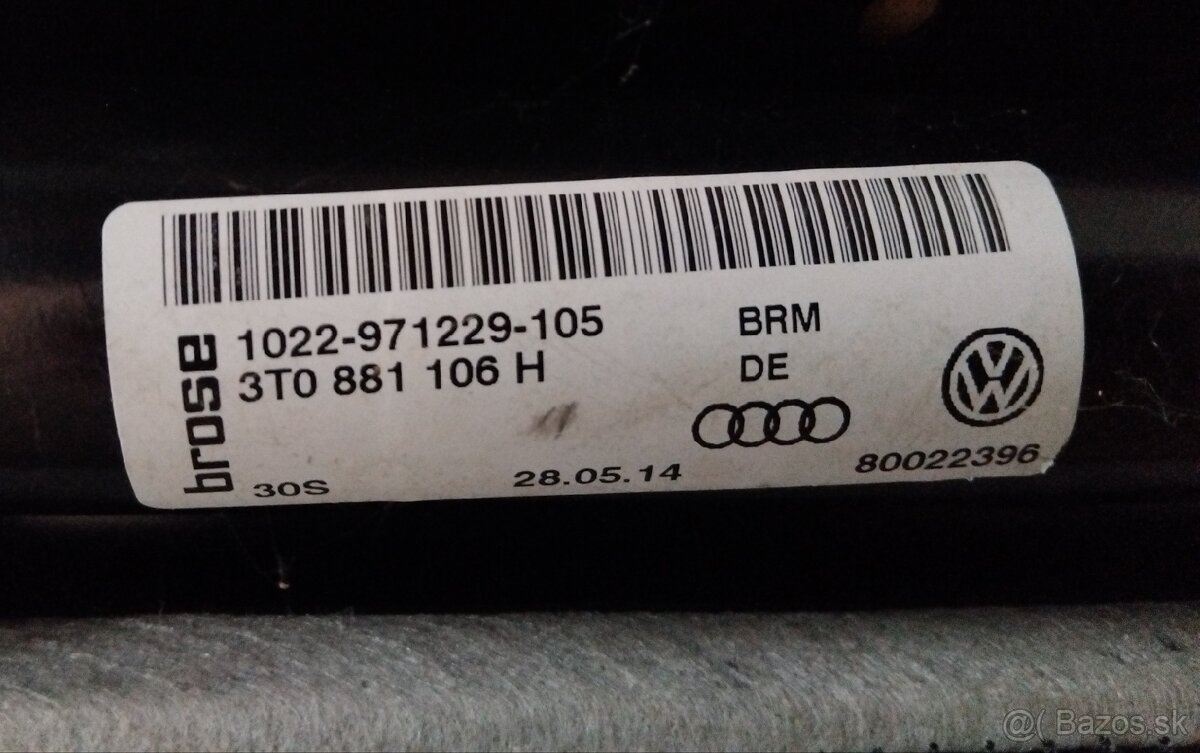 brose
1022-971229-105
3T0 881 106 H
BRM
DE
30S
28.05.14
80022396
@( Bazos.sk